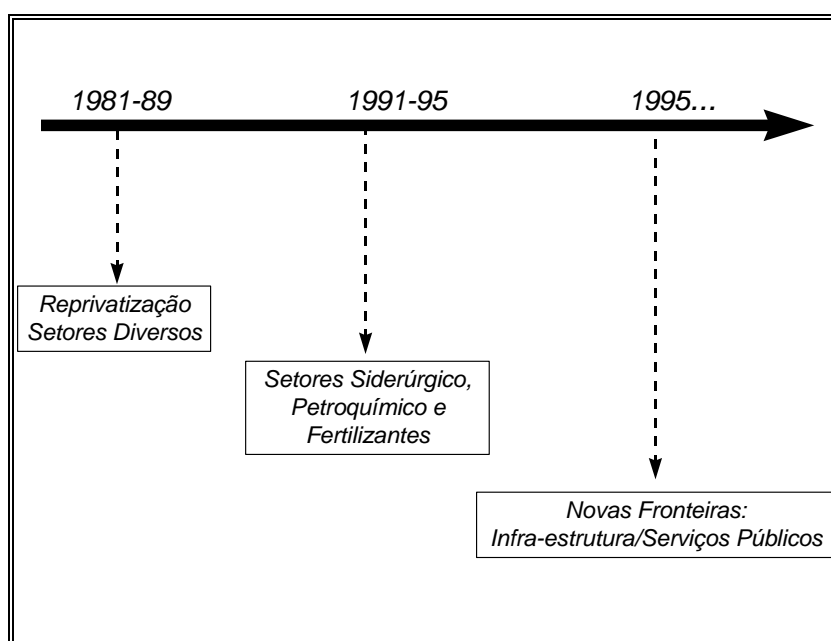 1981-89
1991-95
1995...
Reprivatização
Setores Diversos
Setores Siderúrgico,
Petroquímico e
Fertilizantes
Novas Fronteiras:
Infra-estrutura/Serviços Públicos